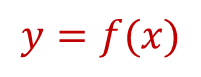 y = f(x)